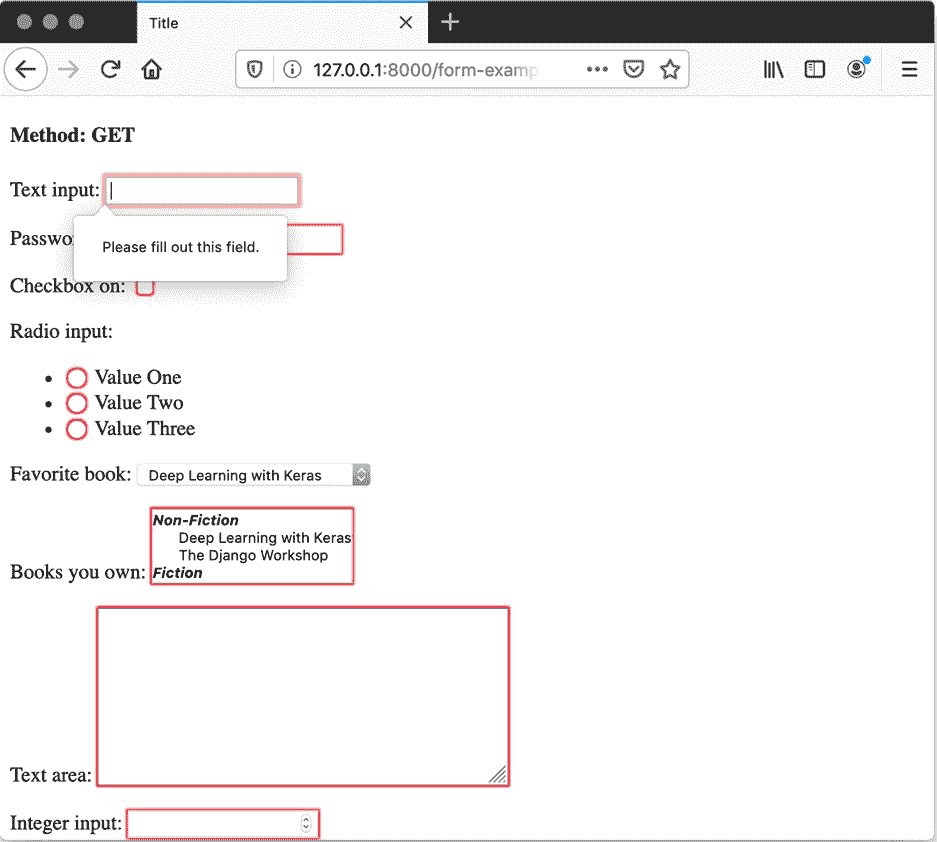 Title
127.0.0.1:8000/form-examp
Method: GET
Text input:
Please fill out this field.
Checkbox on:
Radio input:
Value One
Value Two
Value Three
Favorite book: Deep Learning with Keras
Non-Fiction
Deep Learning with Keras
The Django Workshop
Books you own: Fiction
Text area:
Integer input: